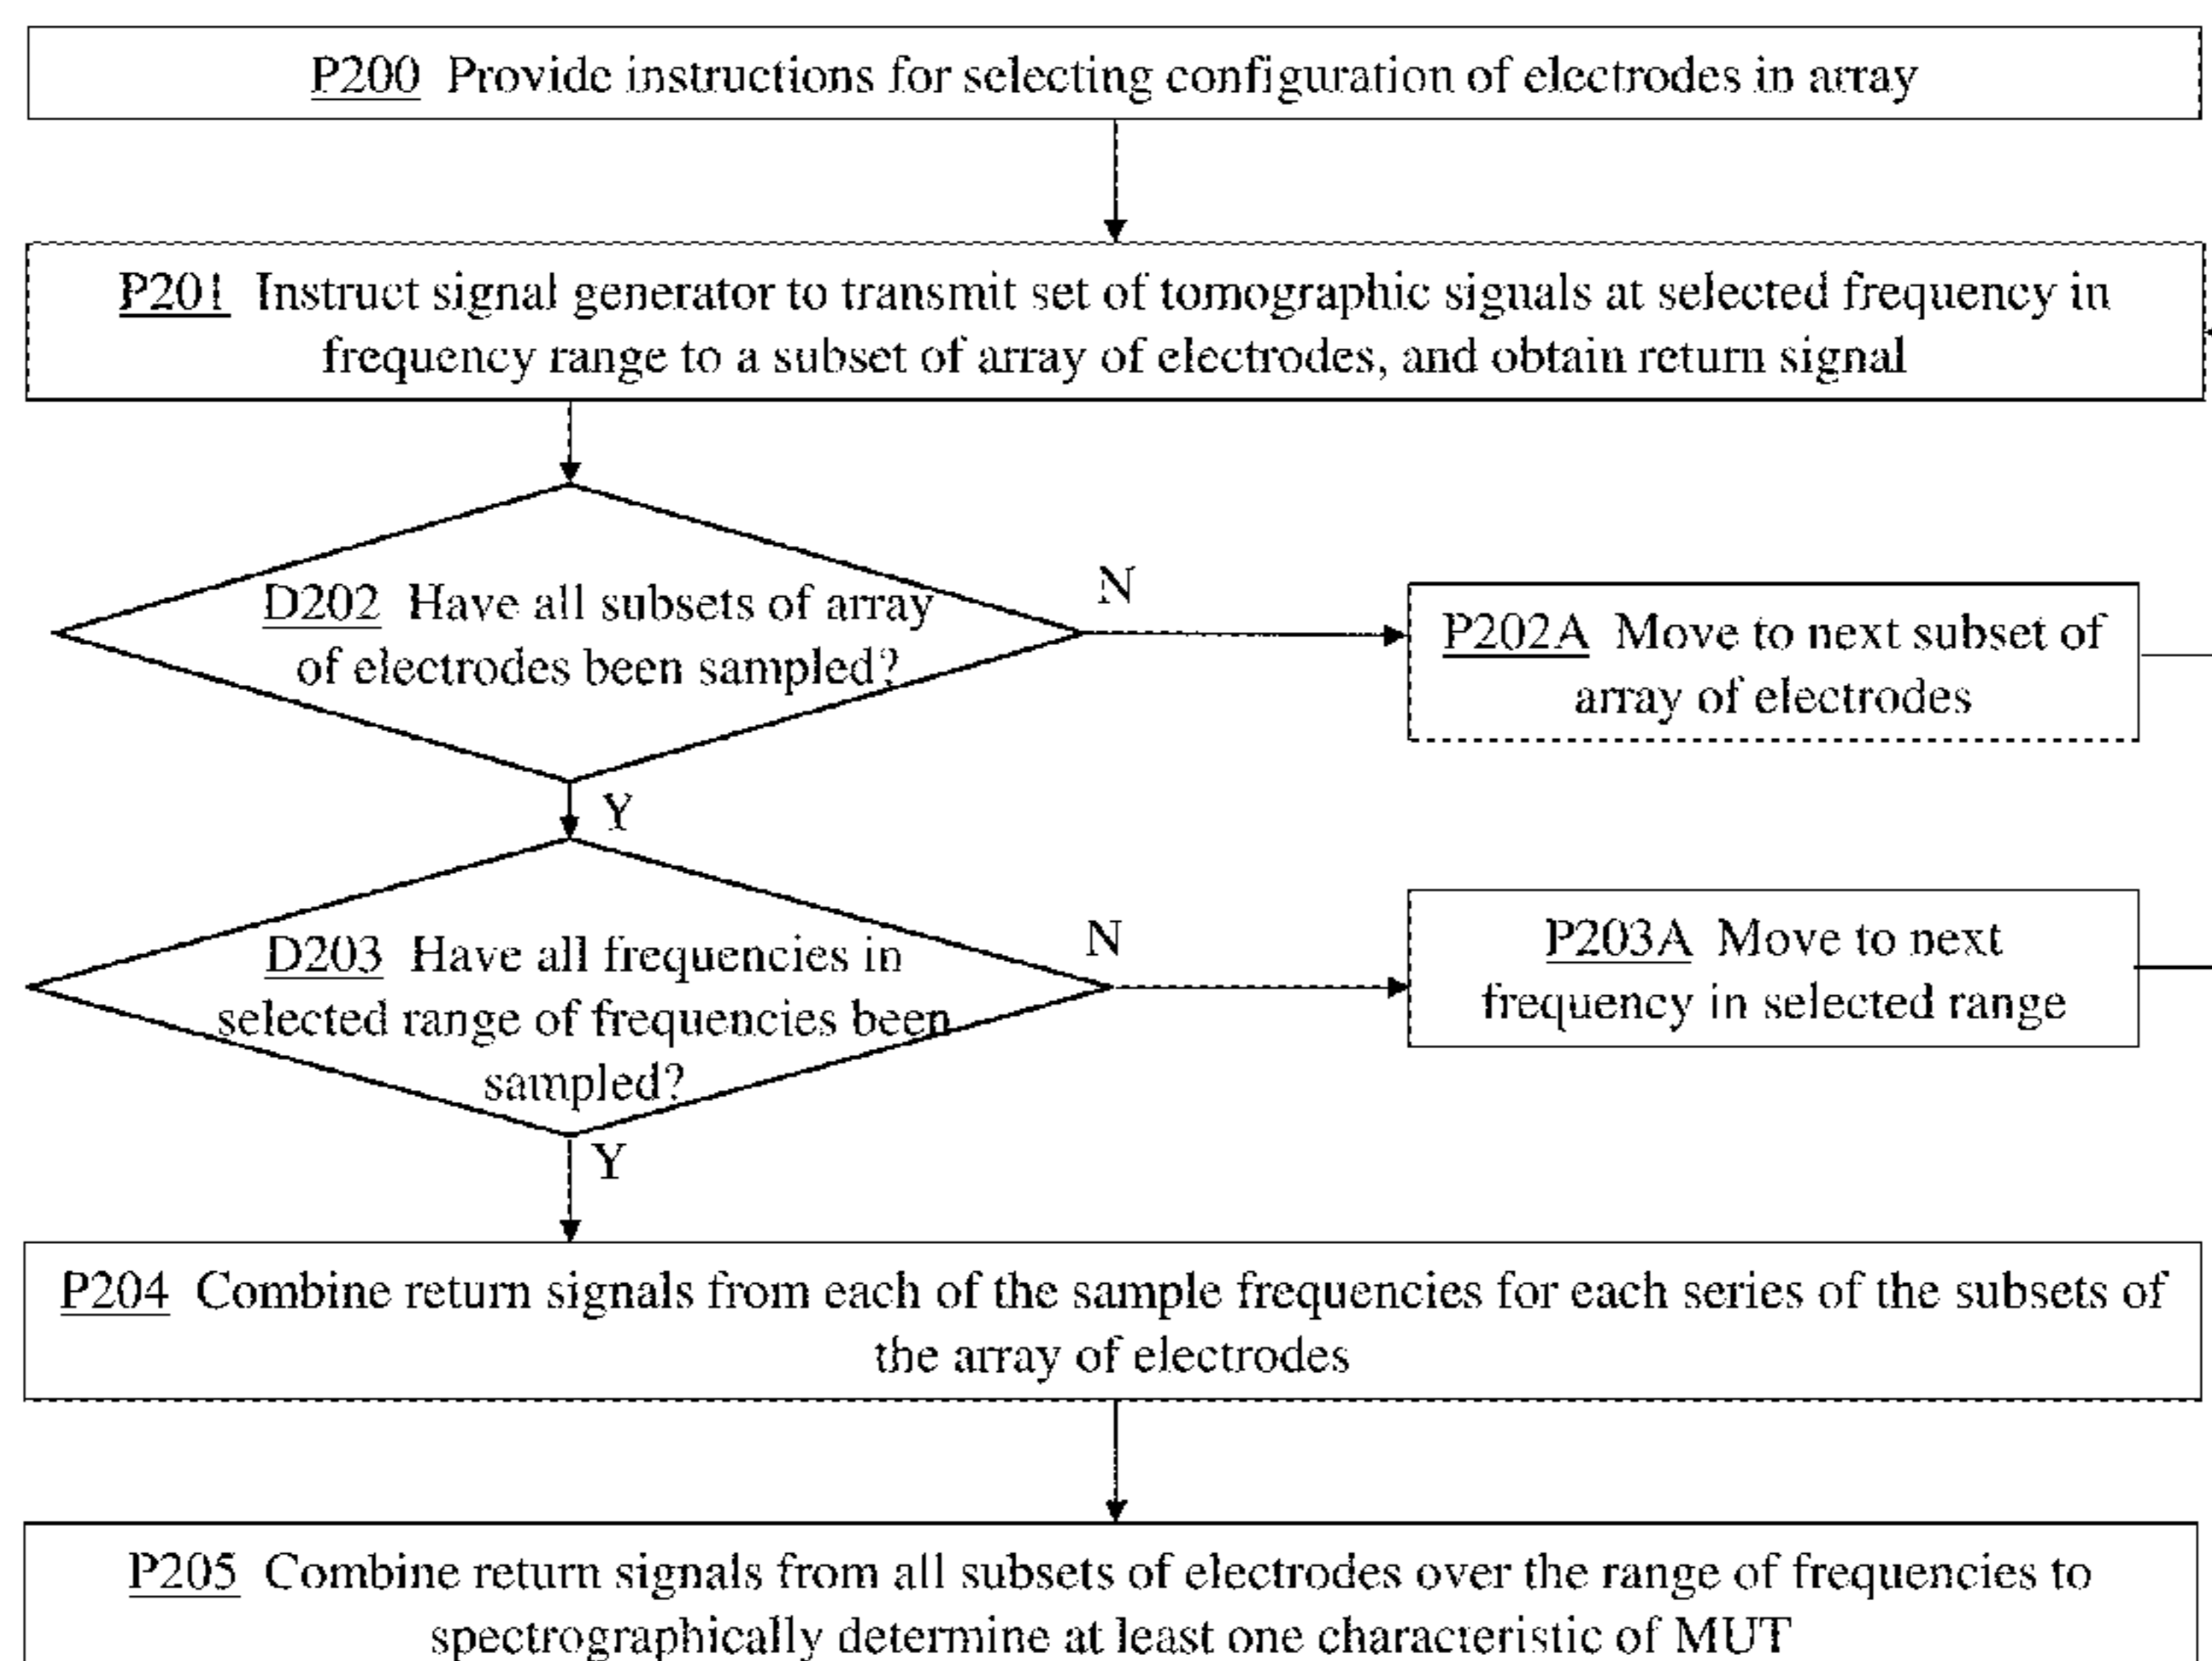 P200 Provide instructions for selecting configuration of electrodes in array
P201 Instruct signal generator to transmit set of tomographic signals at selected frequency in
frequency range to a subset of array of electrodes, and obtain return signal
D202 Have all subsets of array
of electrodes been sampled?
N
P202A Move to next subset of
array of electrodes
Y
D203 Have all frequencies in
selected range of frequencies been
sampled?
N
P203A Move to next
frequency in selected range
Y
P204 Combine return signals from each of the sample frequencies for each series of the subsets of
the array of electrodes
P205 Combine return signals from all subsets of electrodes over the range of frequencies to
spectrographically determine at least one characteristic of MUT